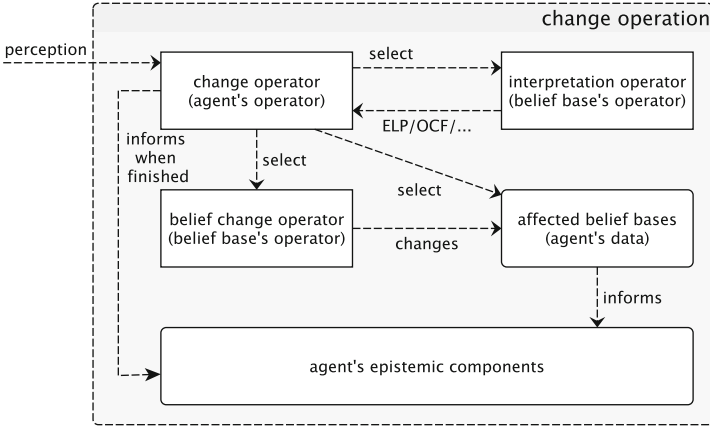 change operation
perception
select
change operator
(agent's operator)
interpretation operator
(belief base's operator)
ELP/OCF/...
informs
when
finished
select
select
belief change operator
(belief base's operator)
affected belief bases
(agent's data)
changes
informs
agent's epistemic components